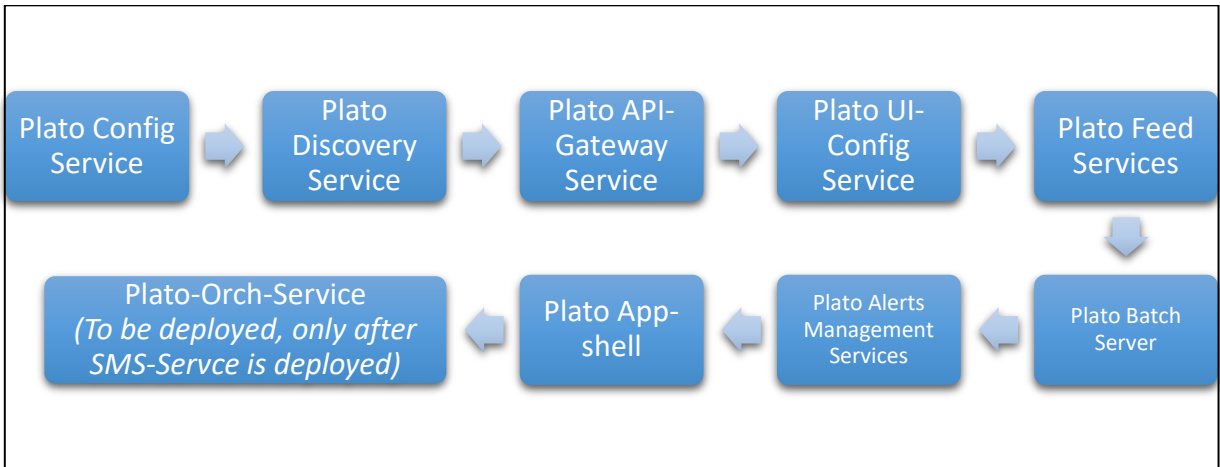 Plato Config
Service
Plato
Discovery
Service
Plato API-
Gateway
Service
Plato UI-
Config
Service
Plato Feed
Services
Plato Batch
Server
Plato Alerts
Management
Services
Plato App-
shell
Plato-Orch-Service
(To be deployed, only after
SMS-Servce is deployed)